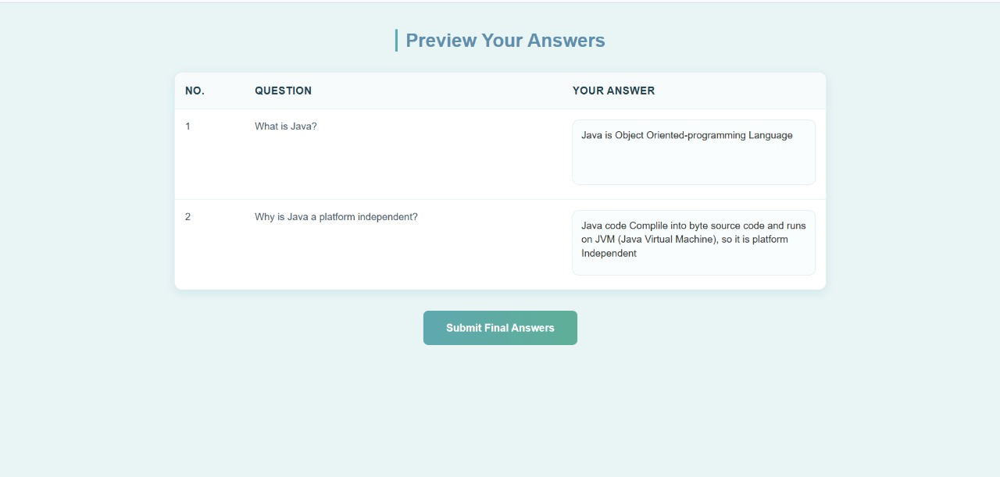 Preview Your Answers
NO. QUESTION YOUR ANSWER
1 What is Java? Java is Object Oriented-programming Language
2 Why is Java a platform independent? Java code Complile into byte source code and runs
on JVM (Java Virtual Machine), so it is platform
Independent
Submit Final Answers